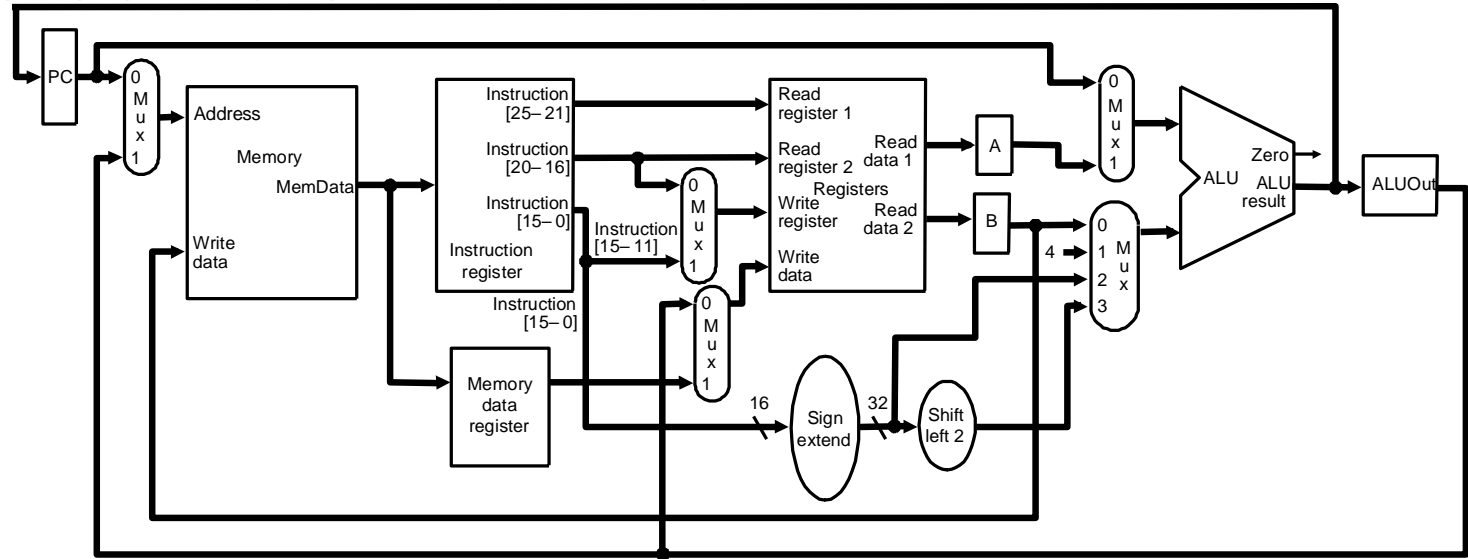 PC
0
M
u
x
1
Address
Memory
MemData
Write
data
Instruction
[25–21]
Instruction
[20–16]
Instruction
[15–0]
Instruction
register
Instruction
[15–11]
Instruction
[15–0]
Memory
data
register
0
M
u
x
1
0
M
u
x
1
16
Sign
extend
32
Shift
left 2
Read
register 1
Read
register 2
Registers
Write
register
Write
data
Read
data 1
Read
data 2
A
B
4
0
M
u
x
1
0
1
2
3
M
u
x
Zero
ALU
ALU
result
ALUOut